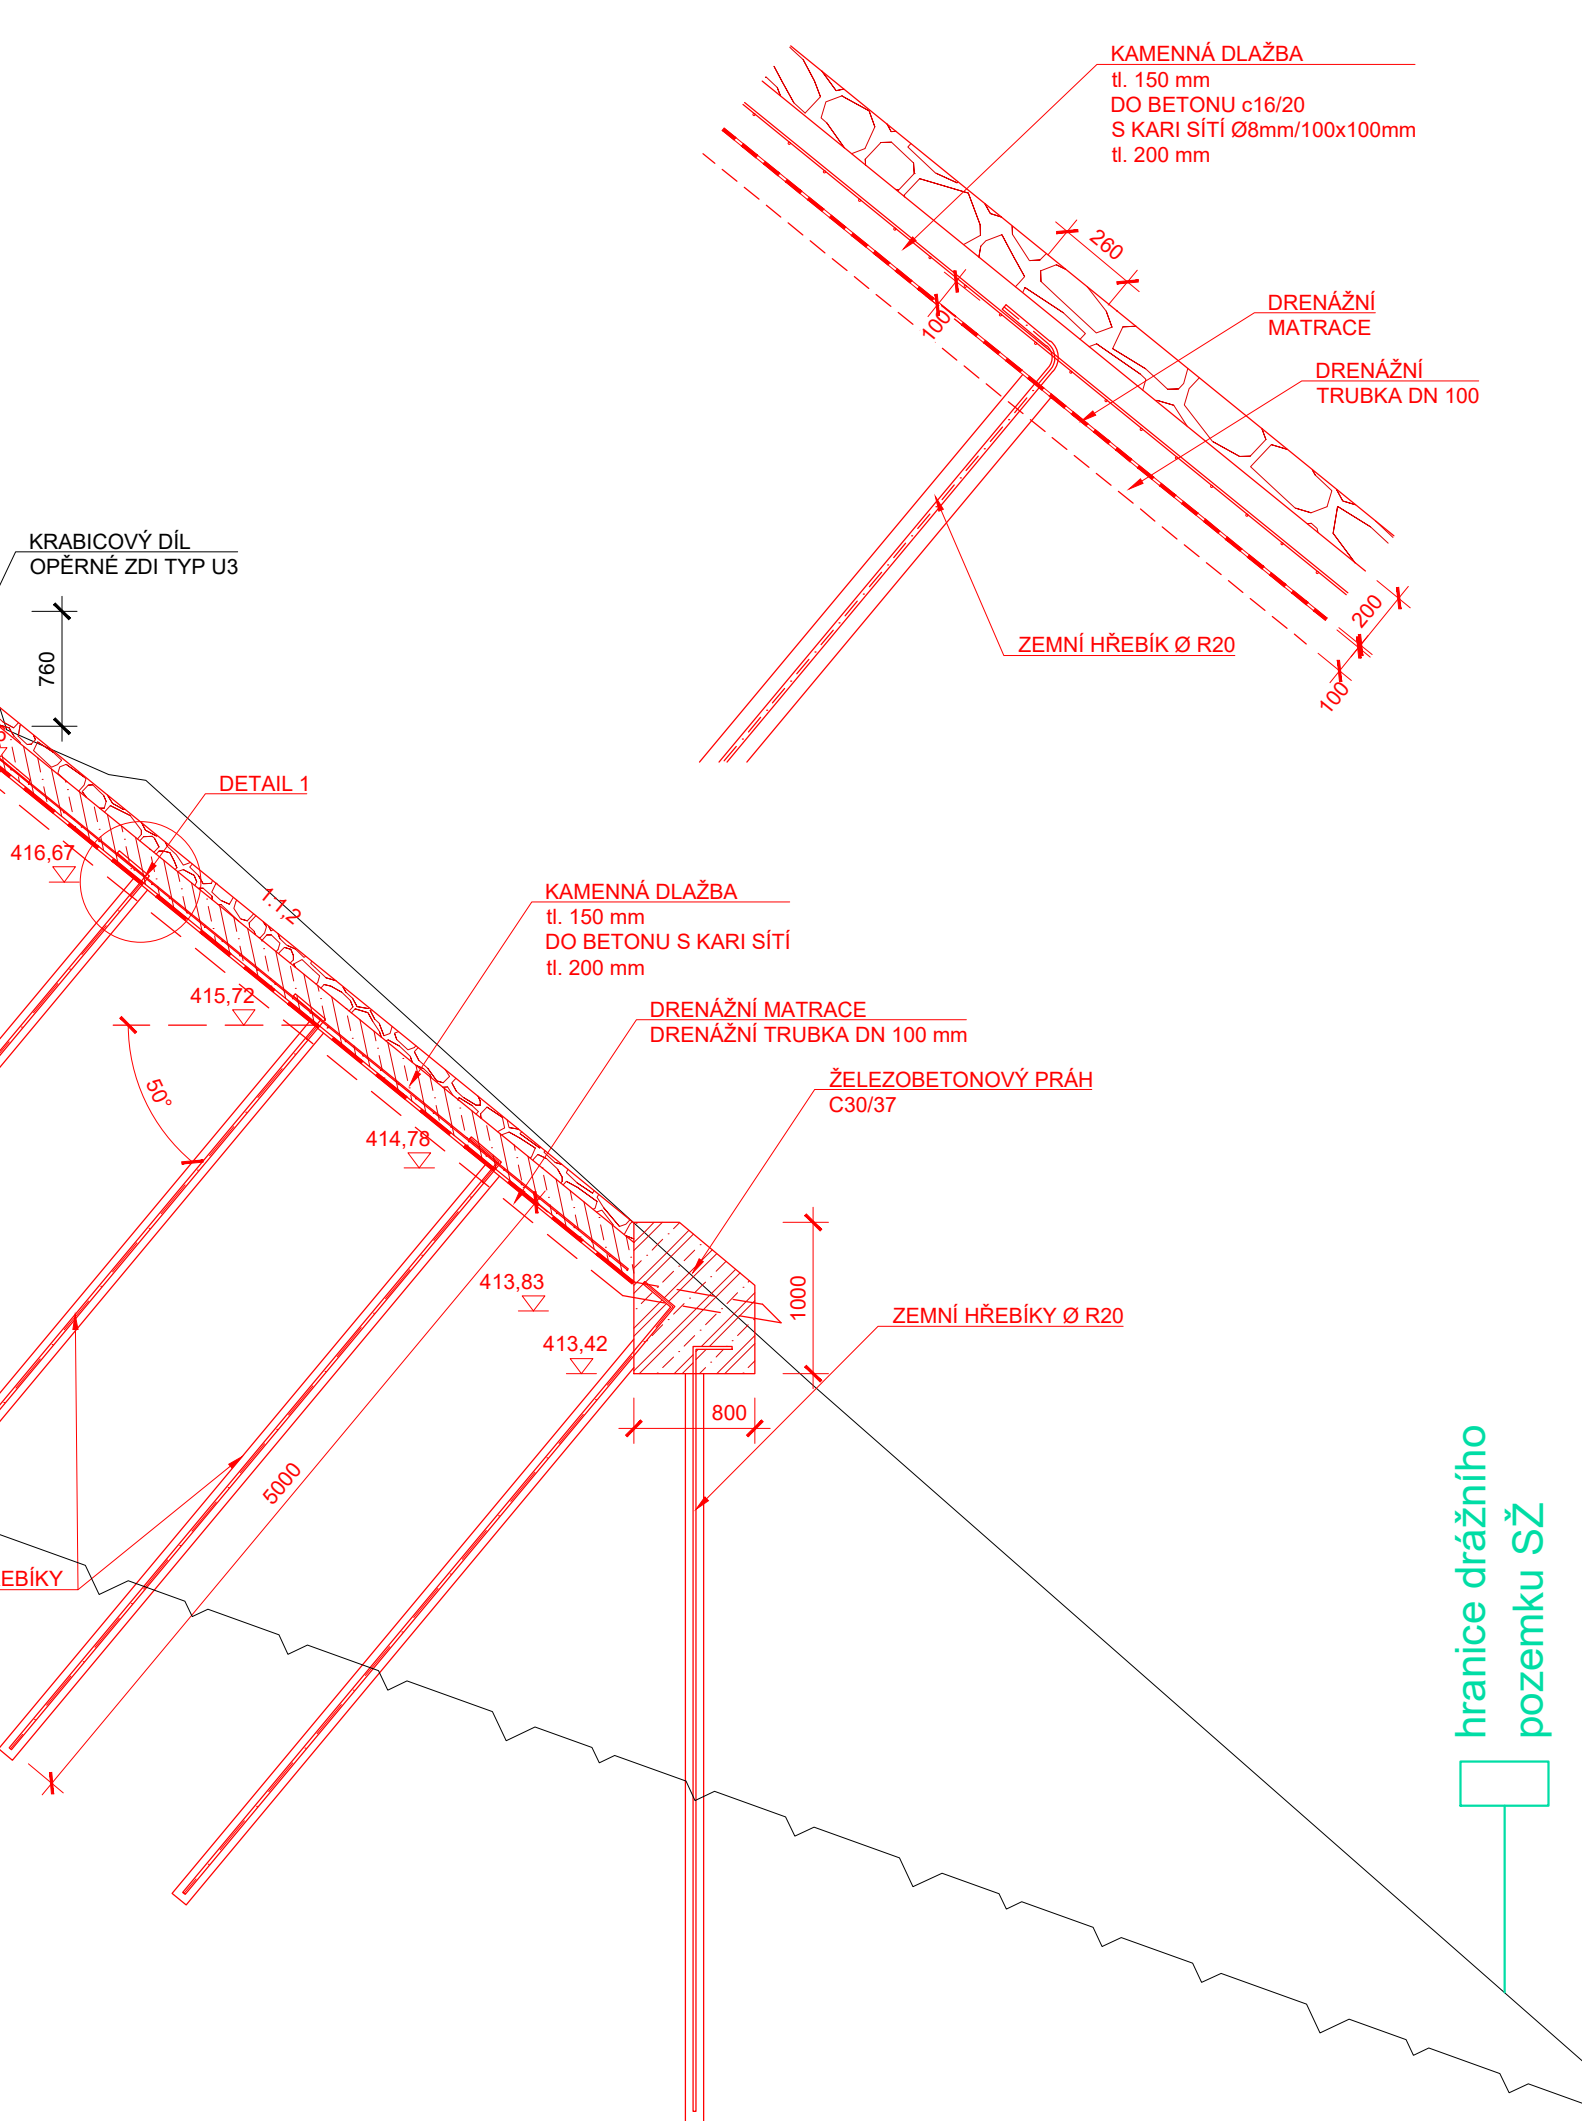 KAMENNÁ DLAŽBA
tl. 150 mm
DO BETONU c16/20
S KARI SÍTÍ Ø8mm/100x100mm
tl. 200 mm
260
100
DRENÁŽNÍ
MATRACE
DRENÁŽNÍ
TRUBKA DN 100
ZEMNÍ HŘEBÍK Ø R20
200
100
KRABICOVÝ DÍL
OPĚRNÉ ZDI TYP U3
760
DETAIL 1
416,67
1:1,2
KAMENNÁ DLAŽBA
tl. 150 mm
DO BETONU S KARI SÍTÍ
tl. 200 mm
415,72
DRENÁŽNÍ MATRACE
DRENÁŽNÍ TRUBKA DN 100 mm
50°
ŽELEZOBETONOVÝ PRÁH
C30/37
414,78
413,83
1000
ZEMNÍ HŘEBÍKY Ø R20
413,42
800
5000
EBÍKY
hranice drážního
pozemku SŽ